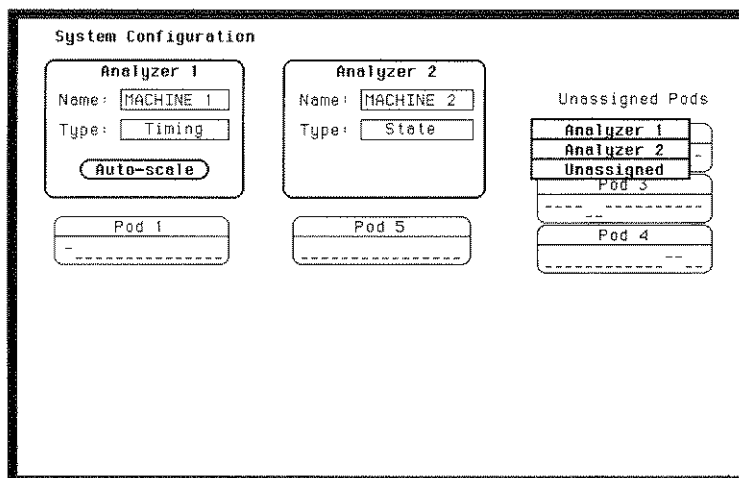 System Configuration
Analyzer 1
Name: MACHINE 1
Type: Timing
Auto-scale
Pod 1
Analyzer 2
Name: MACHINE 2
Type: State
Pod 5
Unassigned Pods
Analyzer 1
Analyzer 2
Unassigned
Pod 3
Pod 4